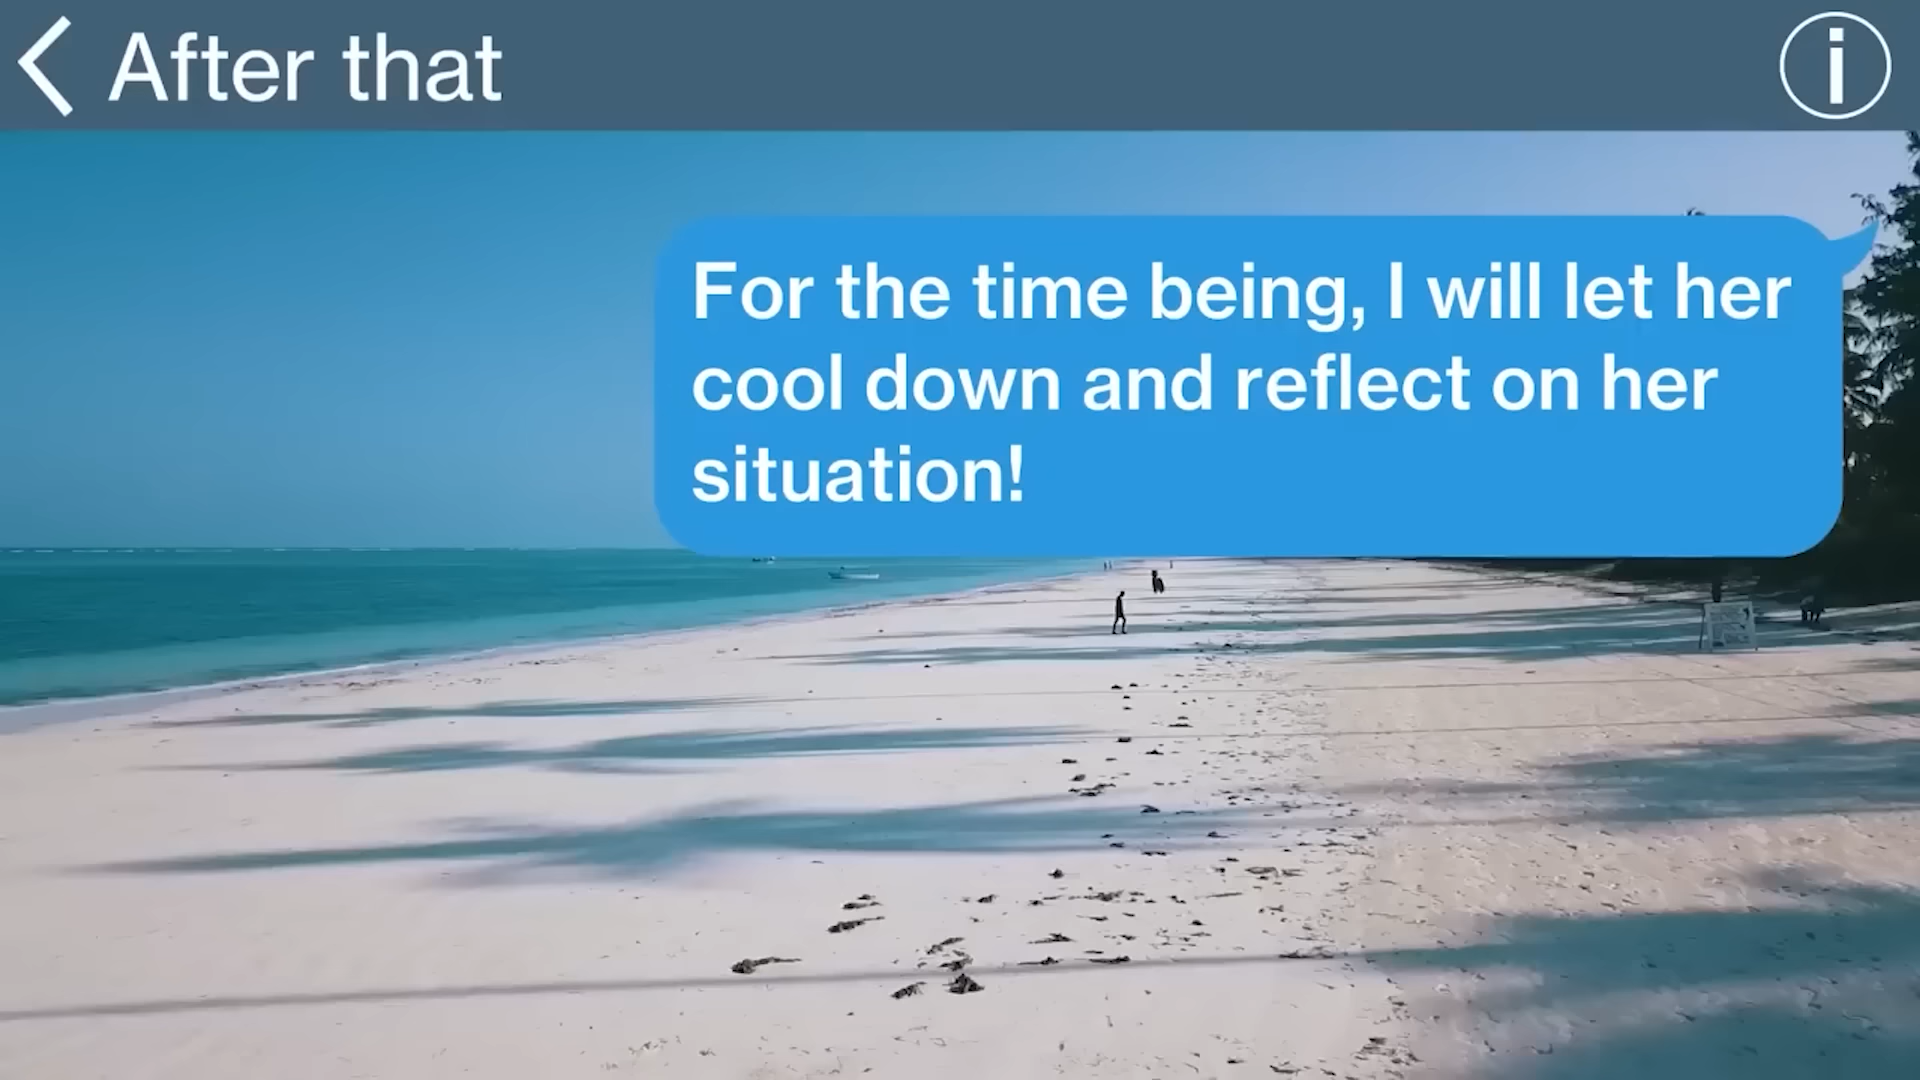 After that
For the time being, I will let her
cool down and reflect on her
situation!